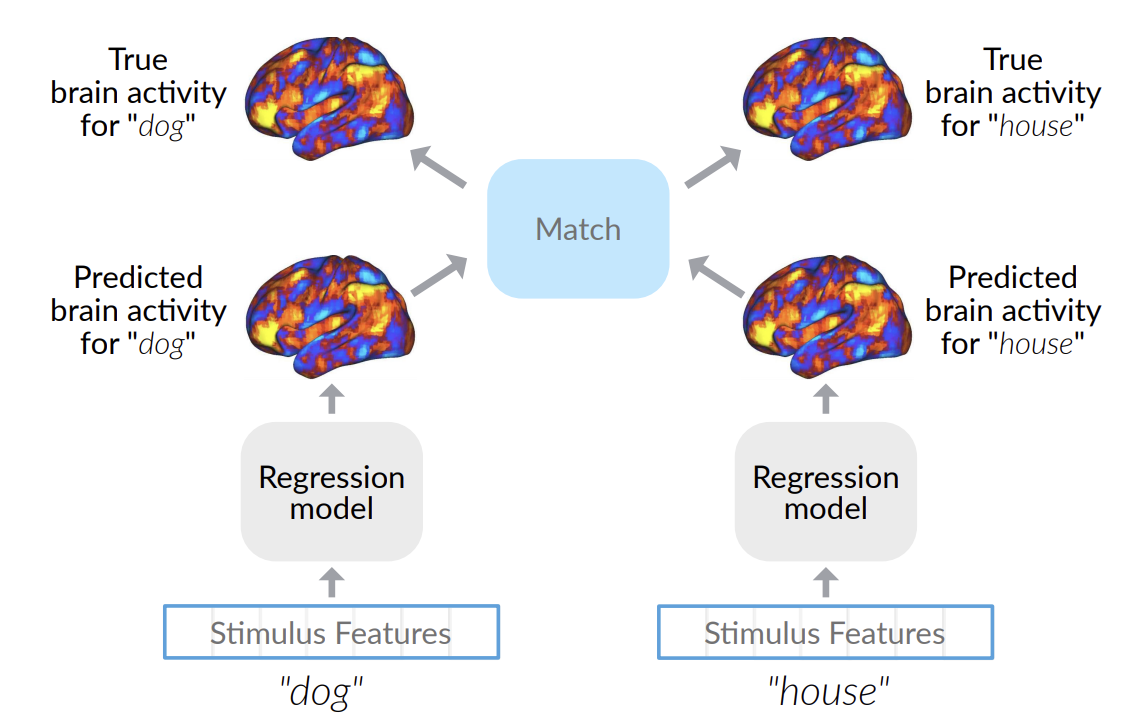 True
brain activity
for "dog"
True
brain activity
for "house"
Match
Predicted
brain activity
for "dog"
Predicted
brain activity
for "house"
Regression
model
Regression
model
Stimulus Features
Stimulus Features
"dog"
"house"